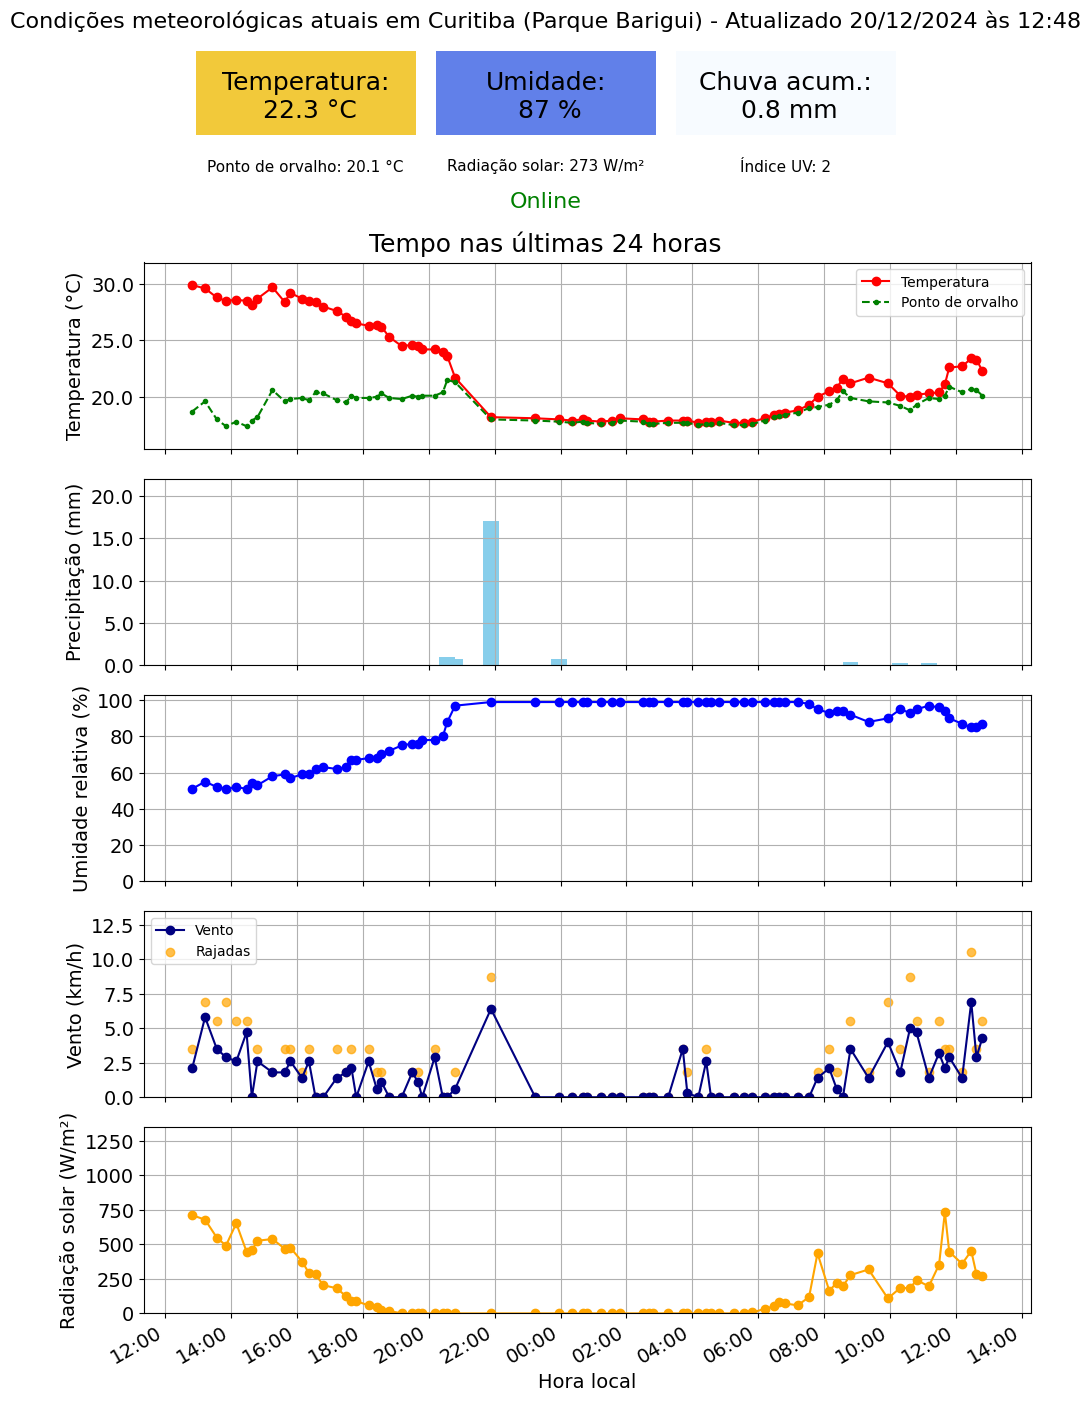 Condições meteorológicas atuais em Curitiba (Parque Barigui) - Atualizado 20/12/2024 às 12:48
Temperatura:
22.3 °C
Umidade:
87 %
Chuva acum.:
0.8 mm
Ponto de orvalho: 20.1 °C
Radiação solar: 273 W/m²
Índice UV: 2
Online
Tempo nas últimas 24 horas
Temperatura (°C)
30.0
25.0
20.0
Temperatura
Ponto de orvalho
Precipitação (mm)
20.0
15.0
10.0
5.0
0.0
Umidade relativa (%)
100
80
60
40
20
0
Vento (km/h)
12.5
10.0
7.5
5.0
2.5
0.0
Vento
Rajadas
Radiação solar (W/m²)
1250
1000
750
500
250
0
12:00
14:00
16:00
18:00
20:00
22:00
00:00
02:00
04:00
06:00
08:00
10:00
12:00
14:00
Hora local